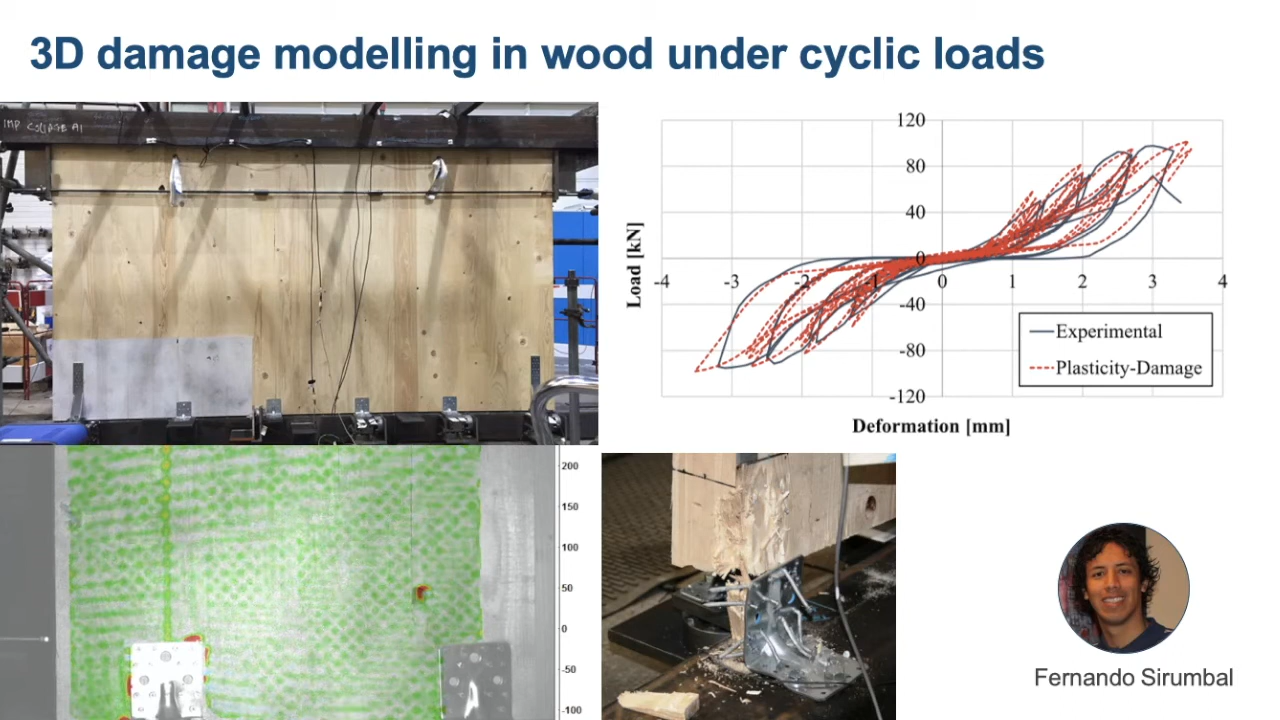 3D damage modelling in wood under cyclic loads
120
80
40
0
-4 -3 -2 -1 0 1 2 3 4
-40
-80
-120
Load [kN]
Experimental
Plasticity-Damage
Deformation [mm]
200
150
100
50
0
-50
-100
Fernando Sirumbal